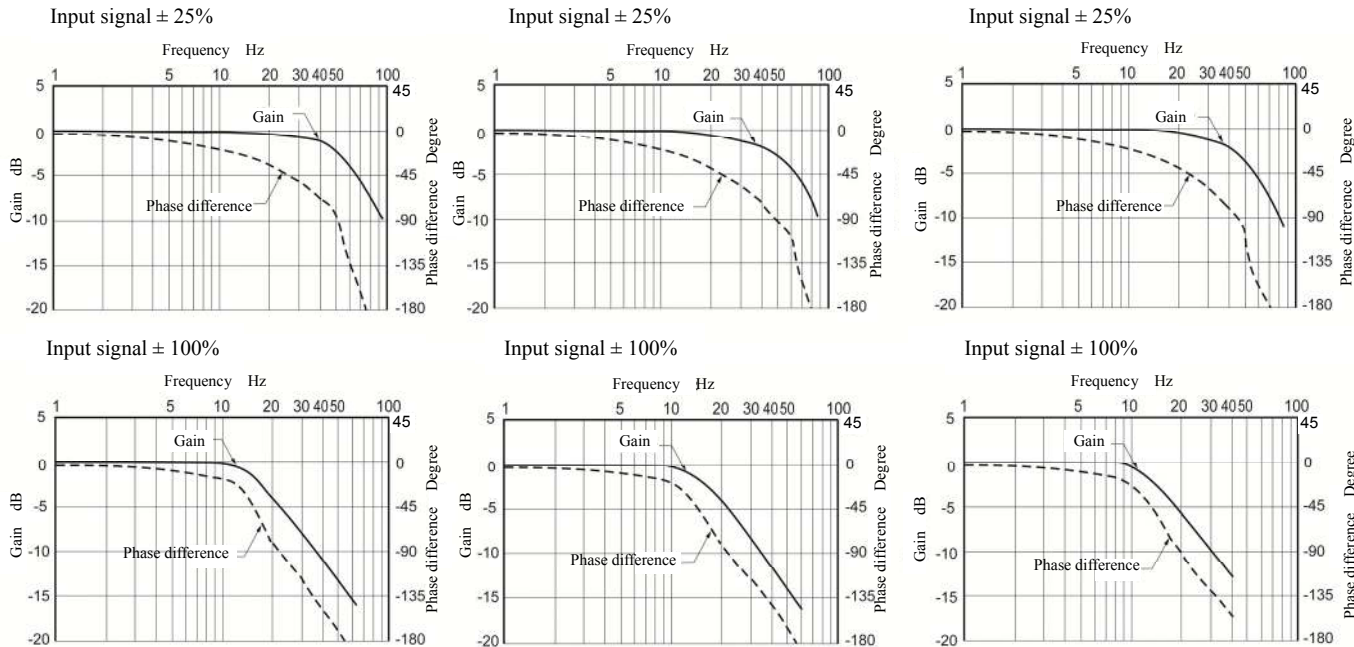 Input signal ± 25% Input signal ± 25% Input signal ± 25%
Frequency Hz Frequency Hz Frequency Hz
1 5 10 20 30 40 50 100 1 5 10 20 30 40 50 100 1 5 10 20 30 40 50 100
5 45 5 45 5 45
Gain Gain Gain
0 0 0 0 0 0
-5 -45 -5 -45 -5 -45
Phase difference Phase difference Phase difference
-10 -90 -10 -90 -10 -90
-15 -135 -15 -135 -15 -135
-20 -180 -20 -180 -20 -180
Gain dB Phase difference Degree Gain dB Phase difference Degree Gain dB Phase difference Degree
Input signal ± 100% Input signal ± 100% Input signal ± 100%
Frequency Hz Frequency Hz Frequency Hz
1 5 10 20 30 40 50 100 1 5 10 20 30 40 50 100 1 5 10 20 30 40 50 100
5 45 5 45 5 45
Gain Gain Gain
0 0 0 0 0 0
-5 -45 -5 -45 -5 -45
Phase difference Phase difference Phase difference
-10 -90 -10 -90 -10 -90
-15 -135 -15 -135 -15 -135
-20 -180 -20 -180 -20 -180
Gain dB Phase difference Degree Gain dB Phase difference Degree Gain dB Phase difference Degree